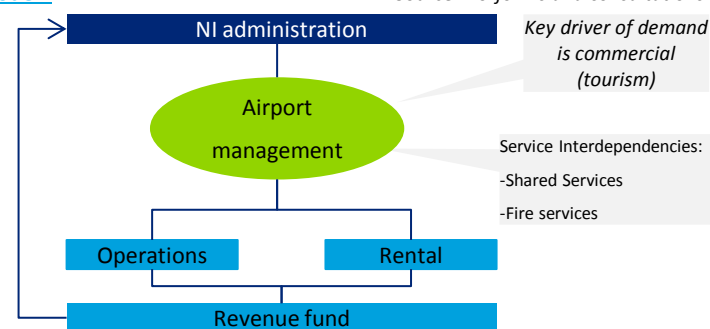 NI administration
Key driver of demand
is commercial
(tourism)
Airport
management
Service Interdependencies:
-Shared Services
-Fire services
Operations
Rental
Revenue fund